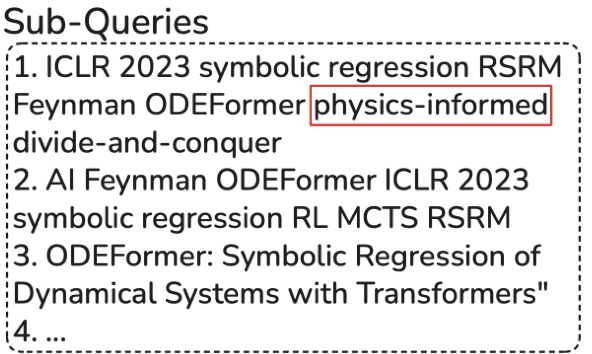 Sub-Queries
1. ICLR 2023 symbolic regression RSRM
Feynman ODEFormer physics-informed
divide-and-conquer
2. AI Feynman ODEFormer ICLR 2023
symbolic regression RL MCTS RSRM
3. ODEFormer: Symbolic Regression of
Dynamical Systems with Transformers"
4. ...